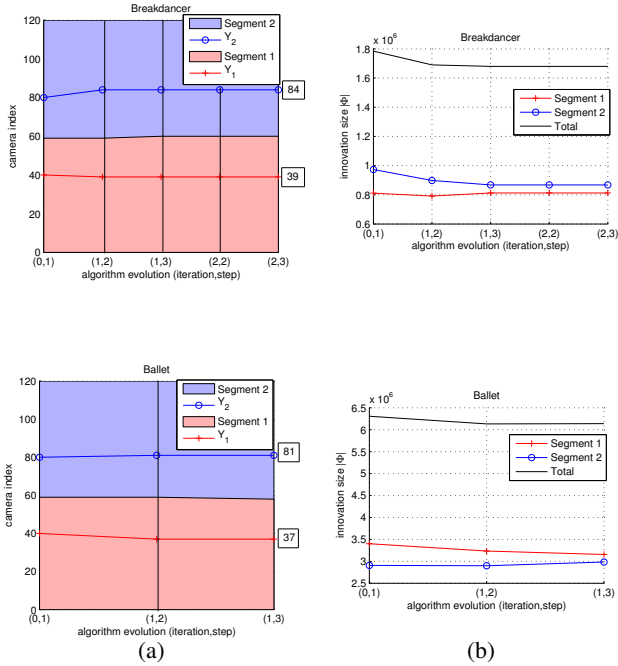 Breakdancer
120
100
80
60
40
20
0
camera index
Segment 2
Y2
Segment 1
Y1
84
39
(0,1) (1,2) (1,3) (2,2) (2,3)
algorithm evolution (iteration,step)
Breakdancer
x 10^6
1.8
1.6
1.4
1.2
1
0.8
0.6
innovation size |Φ|
Segment 1
Segment 2
Total
(0,1) (1,2) (1,3) (2,2) (2,3)
algorithm evolution (iteration,step)
Ballet
120
100
80
60
40
20
0
camera index
Segment 2
Y2
Segment 1
Y1
81
37
(0,1) (1,2) (1,3)
algorithm evolution (iteration,step)
(a)
Ballet
x 10^6
6.5
6
5.5
5
4.5
4
3.5
3
2.5
innovation size |Φ|
Segment 1
Segment 2
Total
(0,1) (1,2) (1,3)
algorithm evolution (iteration,step)
(b)